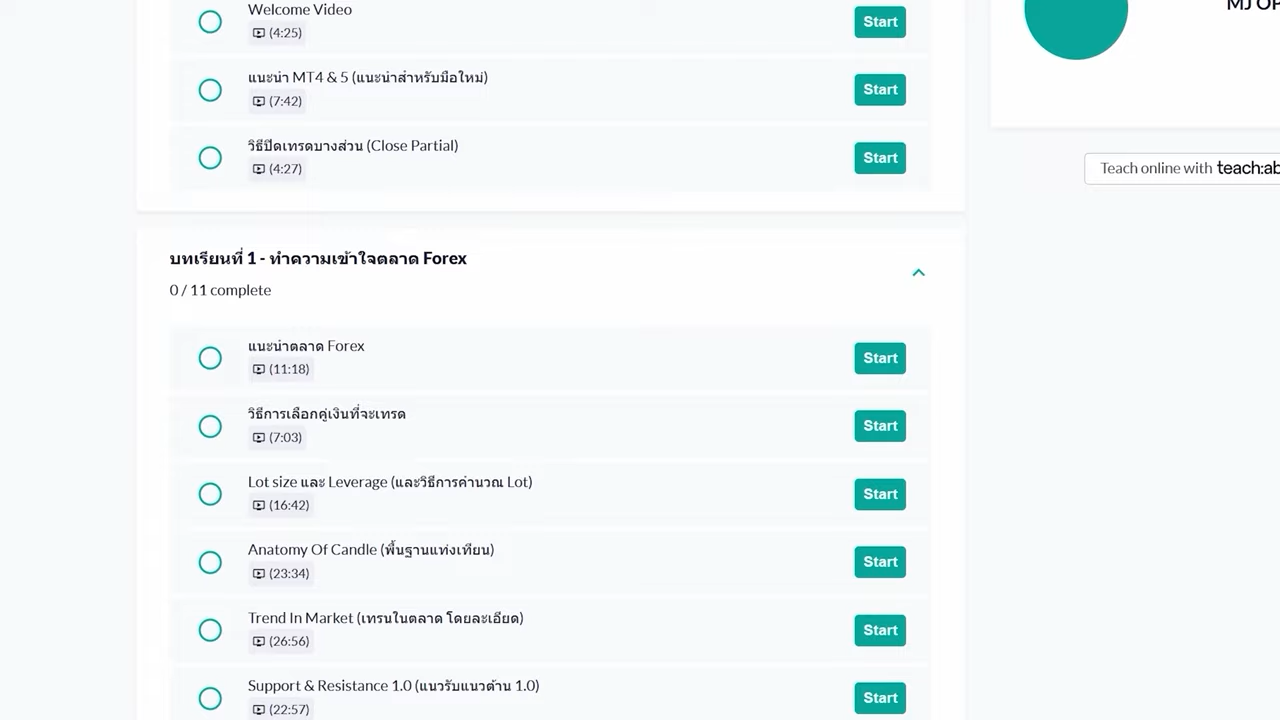 Welcome Video
Start
(4:25)
แนะนำ MT4 & 5 (แนะนำสำหรับมือใหม่)
Start
(7:42)
วิธีปิดเทรดบางส่วน (Close Partial)
Start
(4:27)
บทเรียนที่ 1 - ทำความเข้าใจตลาด Forex
0 / 11 complete
แนะนำตลาด Forex
Start
(11:18)
วิธีการเลือกคู่เงินที่จะเทรด
Start
(7:03)
Lot size และ Leverage (และวิธีการคำนวณ Lot)
Start
(16:42)
Anatomy Of Candle (พื้นฐานแท่งเทียน)
Start
(23:34)
Trend In Market (เทรนในตลาด โดยละเอียด)
Start
(26:56)
Support & Resistance 1.0 (แนวรับแนวต้าน 1.0)
Start
(22:57)
MJ
Teach online with teach:ab